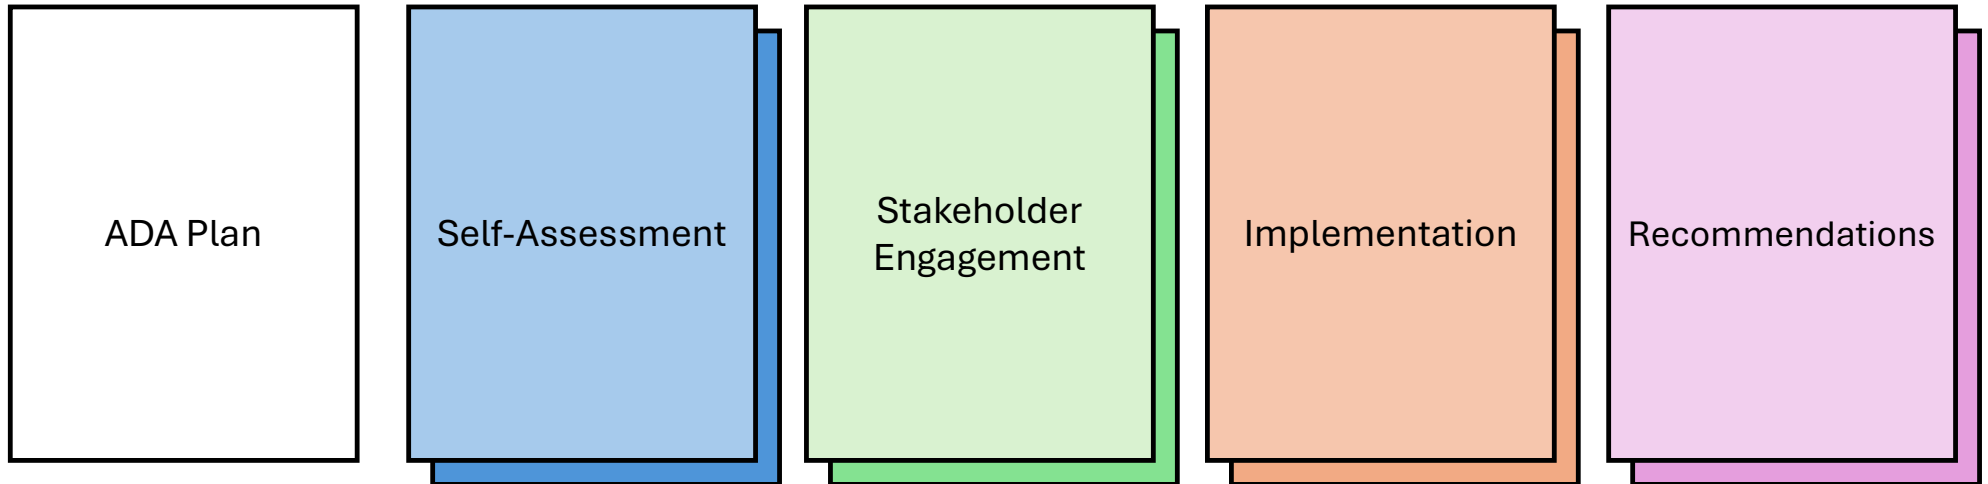 ADA Plan
Self-Assessment
Stakeholder
Engagement
Implementation
Recommendations